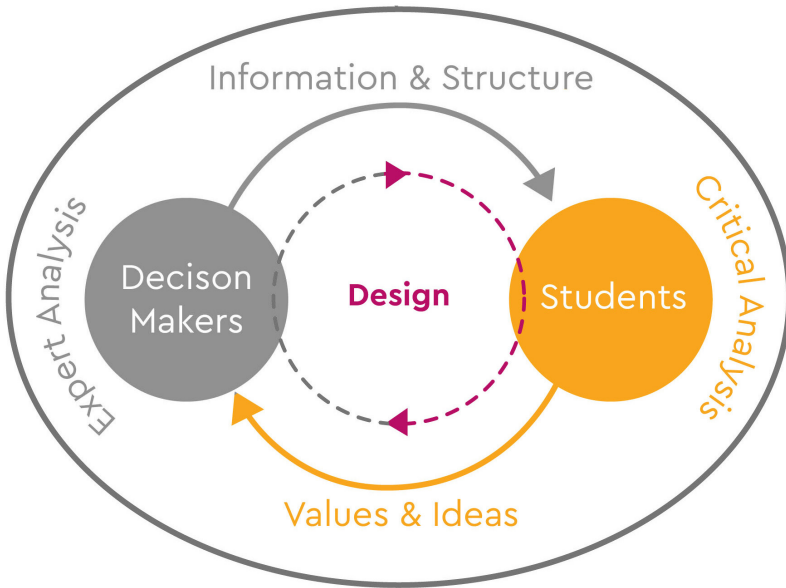 Information & Structure
Expert Analysis
Decison
Makers
Design
Students
Critical Analysis
Values & Ideas